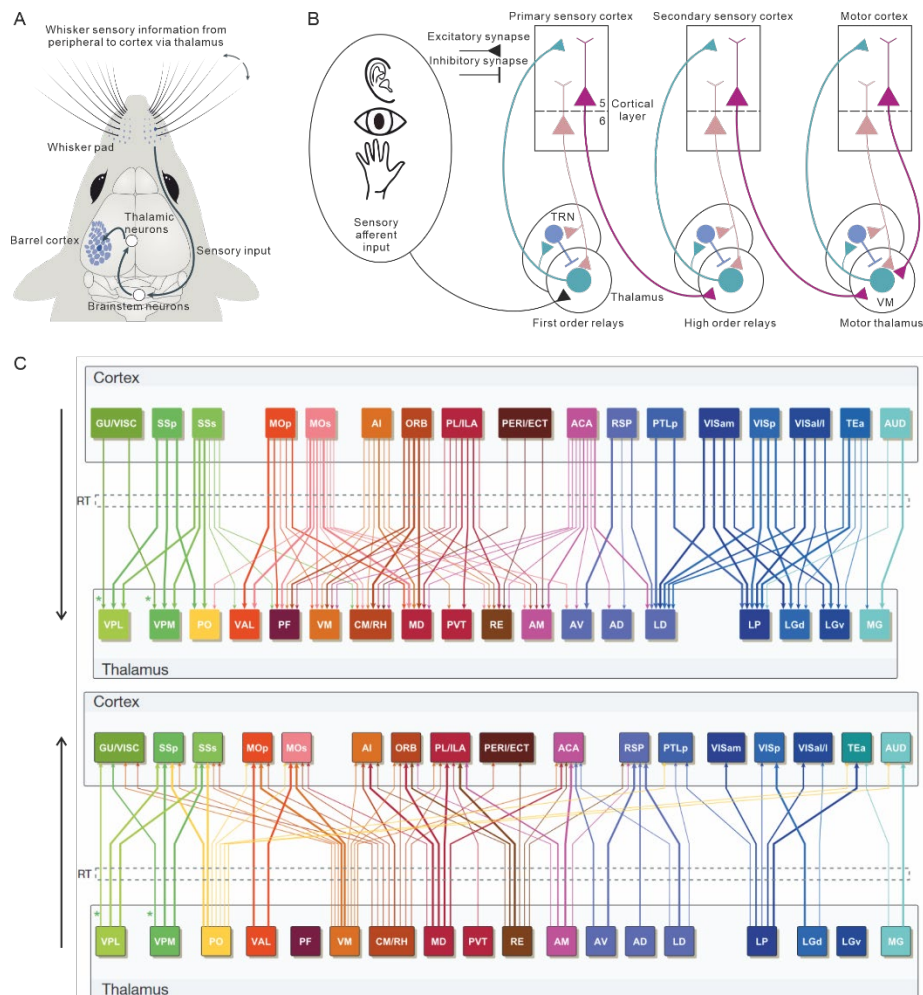 A
Whisker sensory information from
peripheral to cortex via thalamus
Whisker pad
Thalamic
neurons
Barrel cortex
Sensory input
Brainstem neurons
B
Primary sensory cortex
Secondary sensory cortex
Motor cortex
Excitatory synapse
Inhibitory synapse
5
6
Cortical
layer
Sensory
afferent
input
TRN
Thalamus
VM
First order relays
High order relays
Motor thalamus
C
Cortex
GU/VISC SSp SSs MOp MOs AI ORB PL/ILA PERI/ECT ACA RSP PTLp VISam VISp VISal/l TEa AUD
RT
* *
VPL VPM PO VAL PF VM CM/RH MD PVT RE AM AV AD LD LP LGd LGv MG
Thalamus
Cortex
GU/VISC SSp SSs MOp MOs AI ORB PL/ILA PERI/ECT ACA RSP PTLp VISam VISp VISal/l TEa AUD
RT
* *
VPL VPM PO VAL PF VM CM/RH MD PVT RE AM AV AD LD LP LGd LGv MG
Thalamus